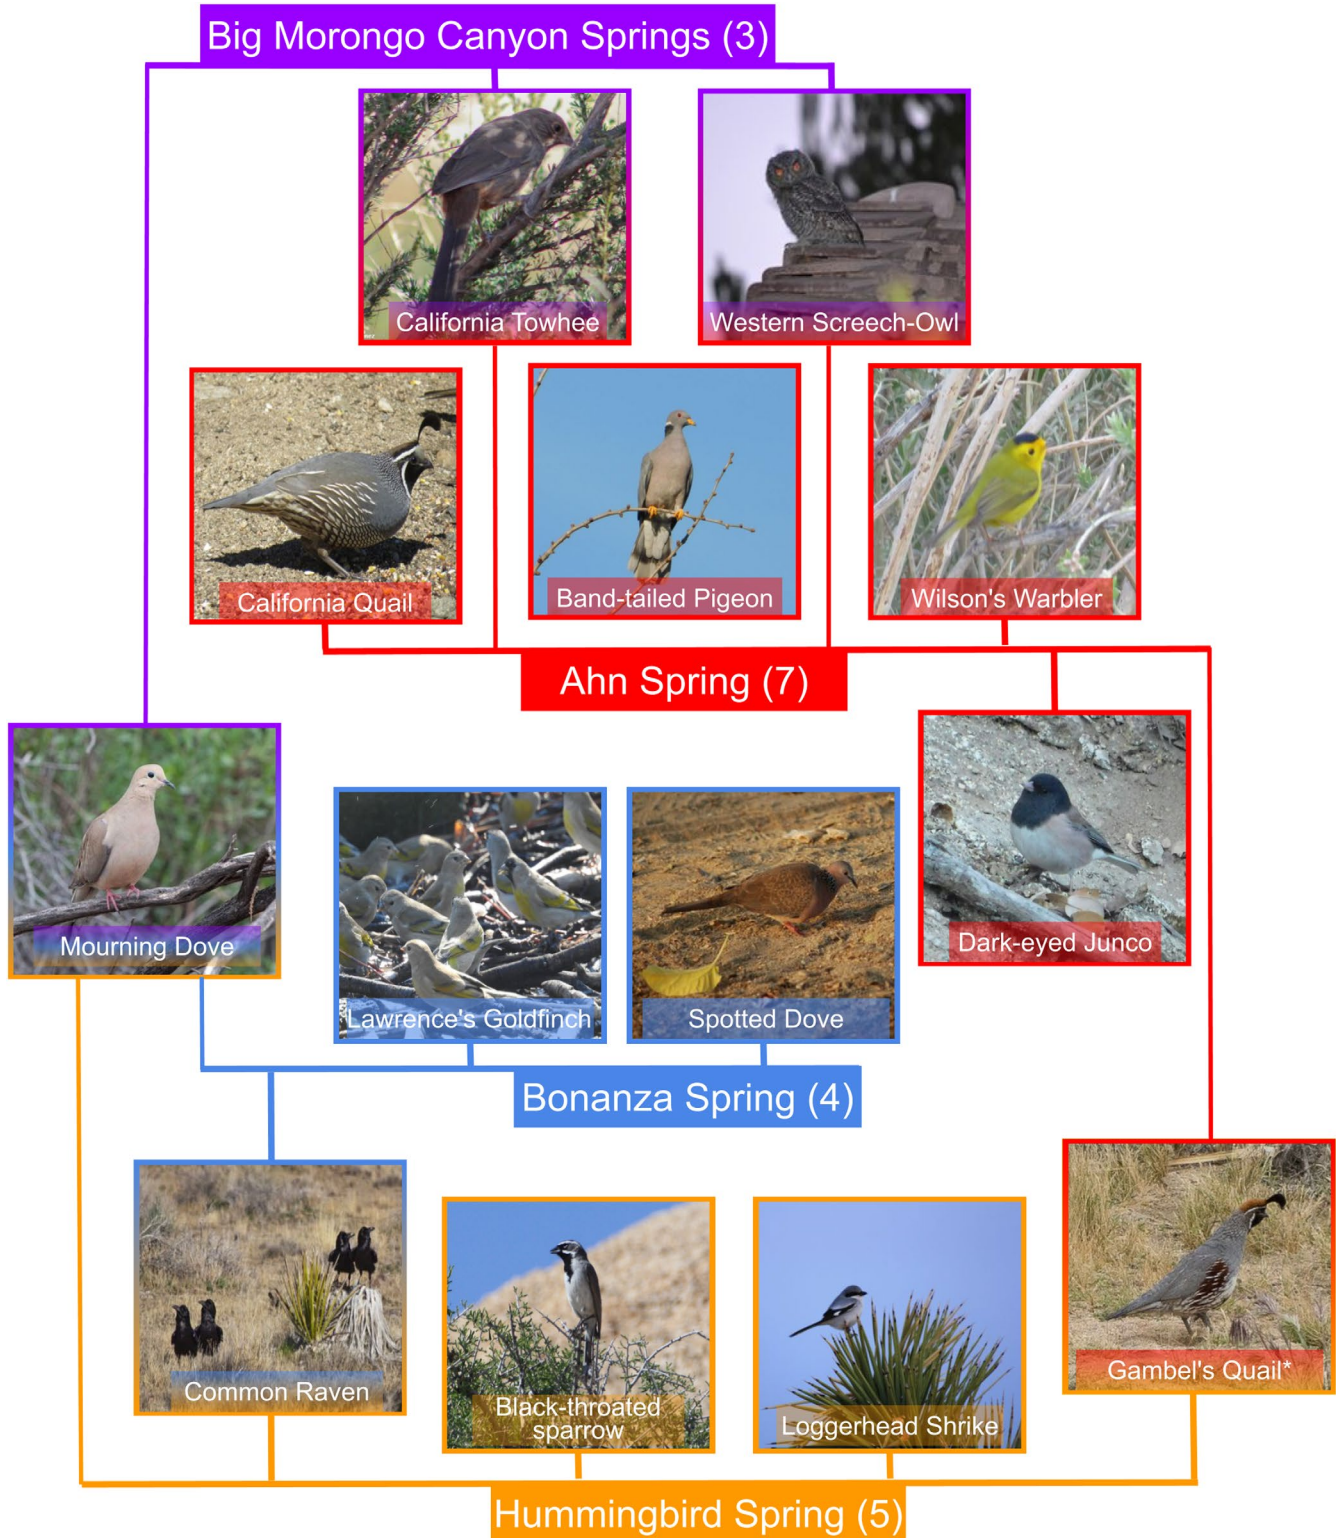 Big Morongo Canyon Springs (3)
California Towhee
Western Screech-Owl
California Quail
Band-tailed Pigeon
Wilson's Warbler
Ahn Spring (7)
Mourning Dove
Lawrence's Goldfinch
Spotted Dove
Dark-eyed Junco
Bonanza Spring (4)
Common Raven
Black-throated
sparrow
Loggerhead Shrike
Gambel's Quail*
Hummingbird Spring (5)